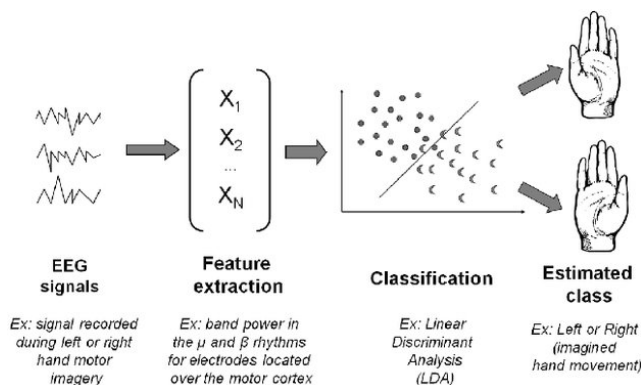 X1
X2
...
XN
EEG
signals
Feature
extraction
Classification
Estimated
class
Ex: signal recorded
during left or right
hand motor
imagery
Ex: band power in
the μ and β rhythms
for electrodes located
over the motor cortex
Ex: Linear
Discriminant
Analysis
(LDA)
Ex: Left or Right
(imagined
hand movement)